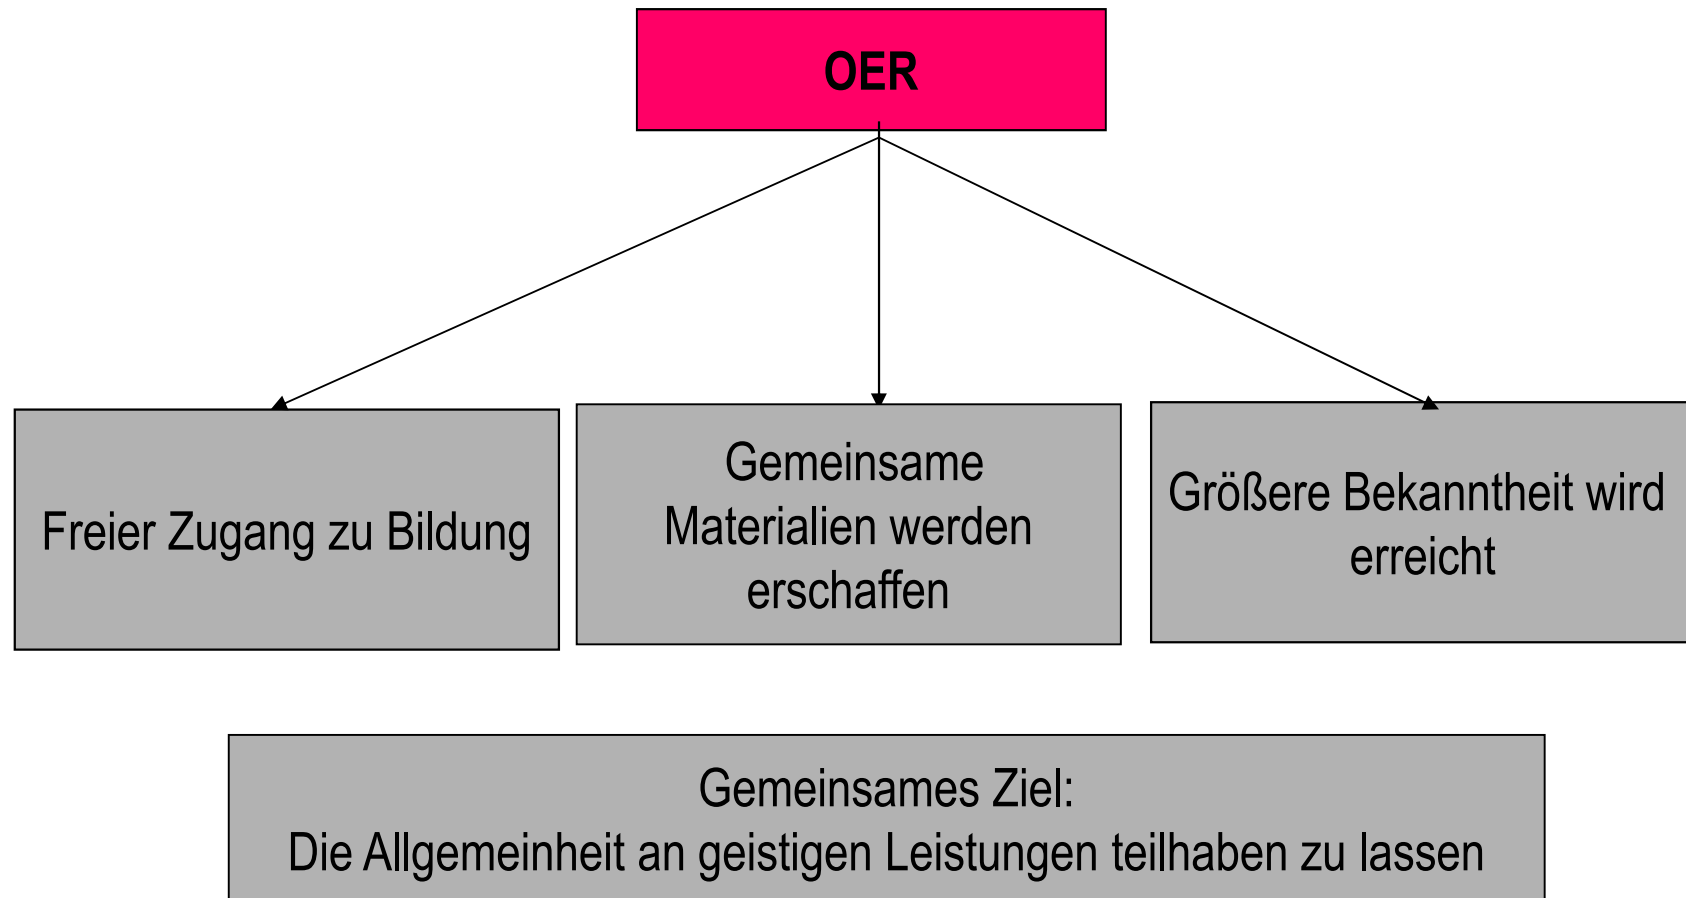 OER
Freier Zugang zu Bildung
Gemeinsame
Materialien werden
erschaffen
Größere Bekanntheit wird
erreicht
Gemeinsames Ziel:
Die Allgemeinheit an geistigen Leistungen teilhaben zu lassen